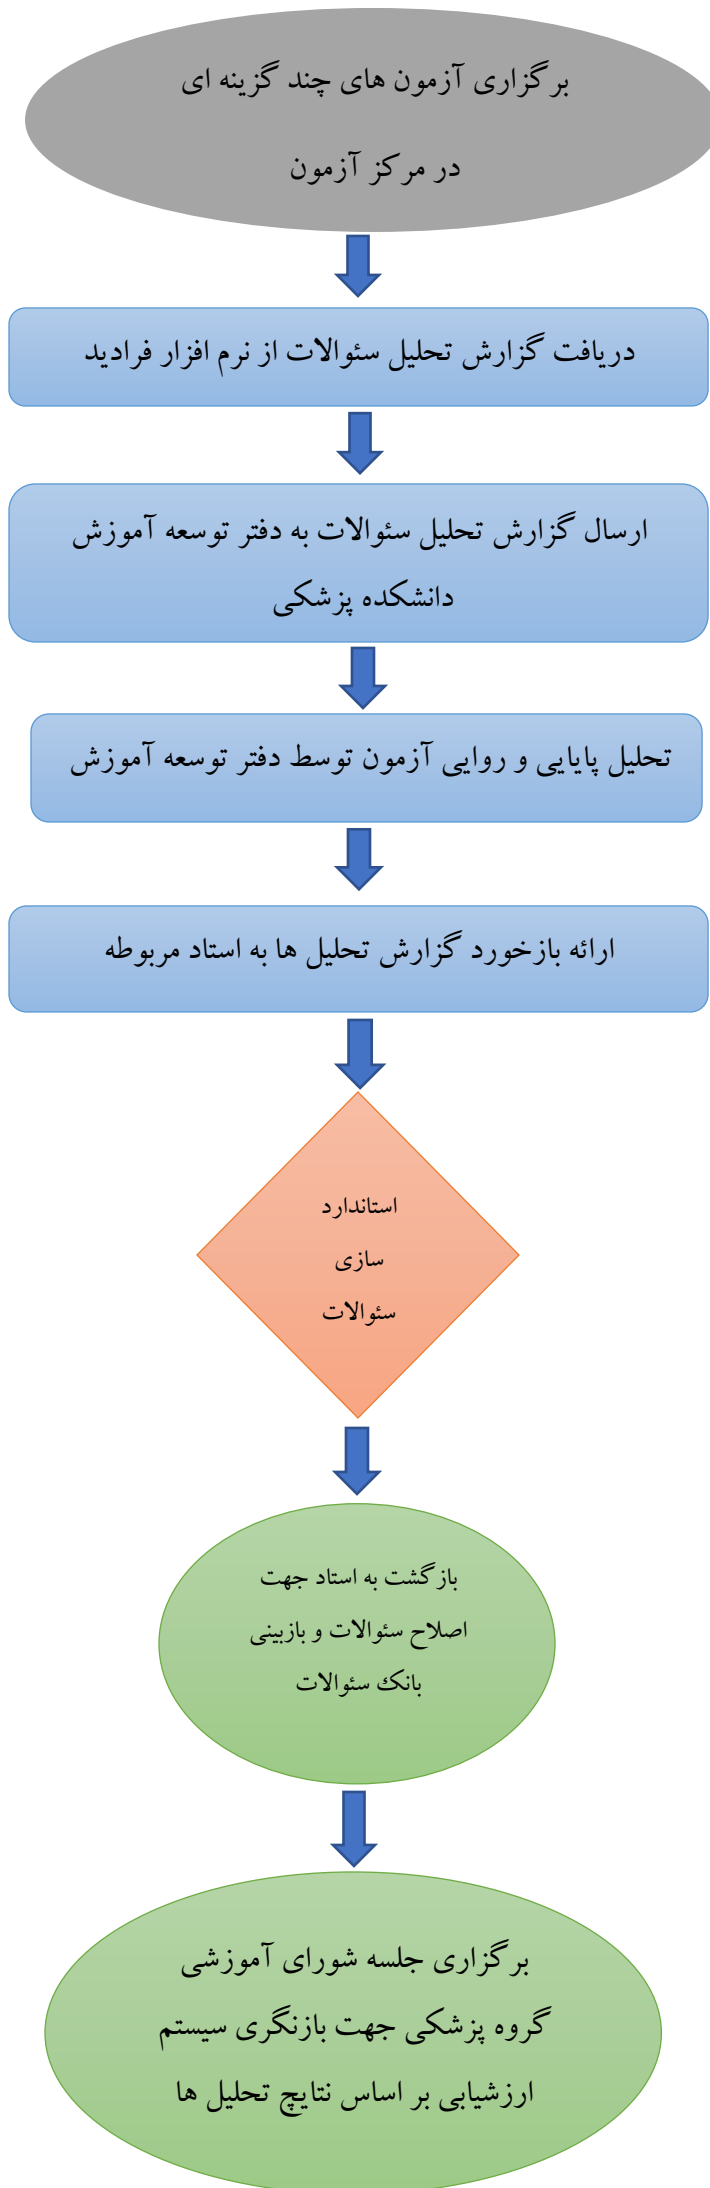 برگزاری آزمون های چند گزینه ای
در مرکز آزمون
دریافت گزارش تحلیل سئوالات از نرم افزار فرادید
ارسال گزارش تحلیل سئوالات به دفتر توسعه آموزش
دانشکده پزشکی
تحلیل پایایی و روایی آزمون توسط دفتر توسعه آموزش
ارائه بازخورد گزارش تحلیل ها به استاد مربوطه
استاندارد
سازی
سئوالات
بازگشت به استاد جهت
اصلاح سئوالات و بازبینی
بانک سئوالات
برگزاری جلسه شورای آموزشی
گروه پزشکی جهت بازنگری سیستم
ارزشیابی بر اساس نتایچ تحلیل ها